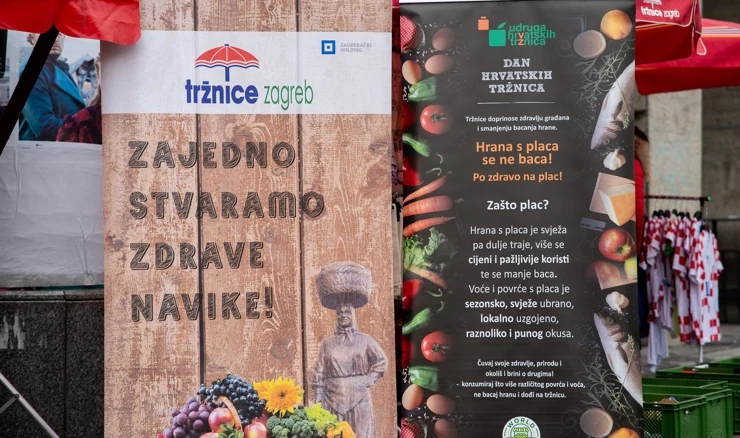 tržnice zagreb
ZAGREBAČKI
HOLDING
ZAJEDNO
STVARAMO
ZDRAVE
NAVIKE!
udruga
hrvatskih
tržnica
DAN
HRVATSKIH
TRŽNICA
Tržnice doprinose zdravlju građana
i smanjenju bacanja hrane.
Hrana s placa
se ne baca!
Po zdravo na plac!
Zašto plac?
Hrana s placa je svježa
pa dulje traje, više se
cijeni i pažljivije koristi
te se manje baca.
Voće i povrće s placa je
sezonsko, svježe ubrano,
lokalno uzgojeno,
raznoliko i punog okusa.
Čuvaj svoje zdravlje, prirodu i
okoliš i brini o drugima!
- konzumiraj što više različitog povrća i voća,
ne bacaj hranu i dođi na tržnicu.
WORLD
tržnice zagreb